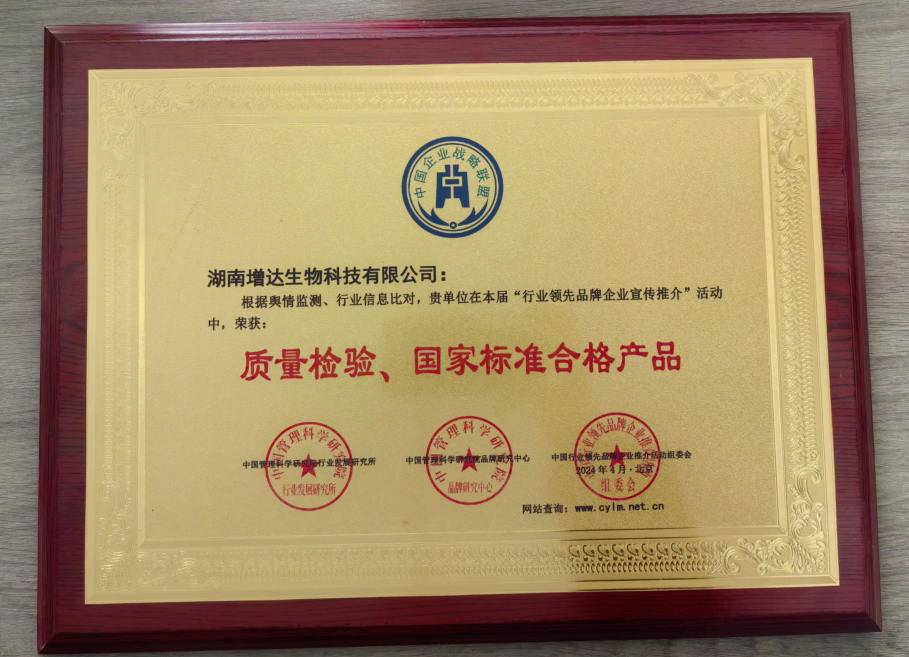 中国企业战略联盟
湖南增达生物科技有限公司：
根据舆情监测、行业信息比对，贵单位在本届“行业领先品牌企业宣传推介”活动
中，荣获：
质量检验、国家标准合格产品
中国管理科学研究院
中国管理科学研究院行业发展研究所
行业发展研究所
中国管理科学研究院
中国管理科学研究院品牌研究中心
品牌研究中心
中国行业领先品牌企业推介活动组委会
2024年4月·北京
组委会
网站查询：www.cylm.net.cn